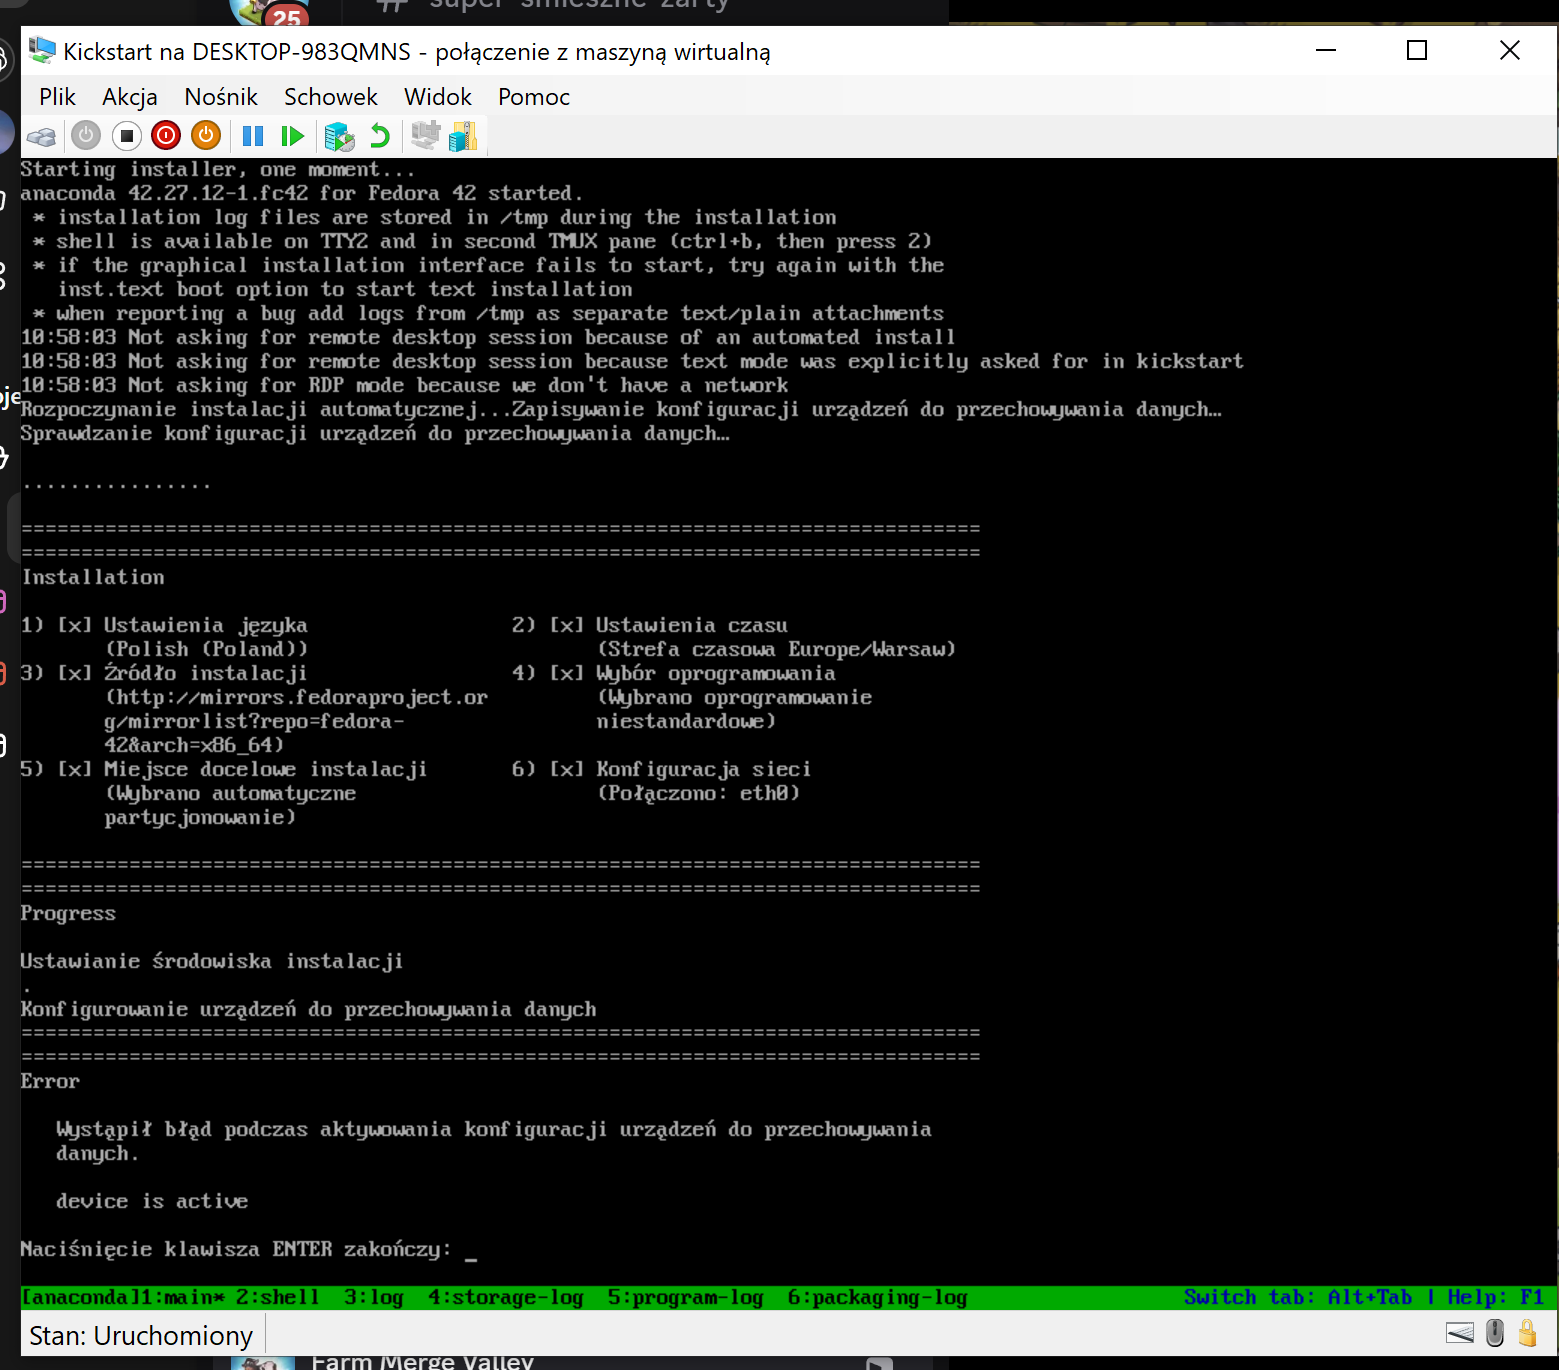 super smieszne zarty
25
Kickstart na DESKTOP-983QMNS - połączenie z maszyną wirtualną
Plik Akcja Nośnik Schowek Widok Pomoc
Starting installer, one moment...
anaconda 42.27.12-1.fc42 for Fedora 42 started.
* installation log files are stored in /tmp during the installation
* shell is available on TTY2 and in second TMUX pane (ctrl+b, then press 2)
* if the graphical installation interface fails to start, try again with the
inst.text boot option to start text installation
* when reporting a bug add logs from /tmp as separate text/plain attachments
10:58:03 Not asking for remote desktop session because of an automated install
10:58:03 Not asking for remote desktop session because text mode was explicitly asked for in kickstart
10:58:03 Not asking for RDP mode because we don't have a network
Rozpoczynanie instalacji automatycznej...Zapisywanie konfiguracji urządzeń do przechowywania danych…
Sprawdzanie konfiguracji urządzeń do przechowywania danych…
................
================================================================================
================================================================================
Installation
1) [x] Ustawienia języka 2) [x] Ustawienia czasu
(Polish (Poland)) (Strefa czasowa Europe/Warsaw)
3) [x] Źródło instalacji 4) [x] Wybór oprogramowania
(http://mirrors.fedoraproject.or (Wybrano oprogramowanie
g/mirrorlist?repo=fedora- niestandardowe)
42&arch=x86_64)
5) [x] Miejsce docelowe instalacji 6) [x] Konfiguracja sieci
(Wybrano automatyczne (Połączono: eth0)
partycjonowanie)
================================================================================
================================================================================
Progress
Ustawianie środowiska instalacji
.
Konfigurowanie urządzeń do przechowywania danych
================================================================================
================================================================================
Error
Wystąpił błąd podczas aktywowania konfiguracji urządzeń do przechowywania
danych.
device is active
Naciśnięcie klawisza ENTER zakończy: _
[anaconda]1:main* 2:shell 3:log 4:storage-log 5:program-log 6:packaging-log Switch tab: Alt+Tab | Help: F1
Stan: Uruchomiony
Farm Merge Valley